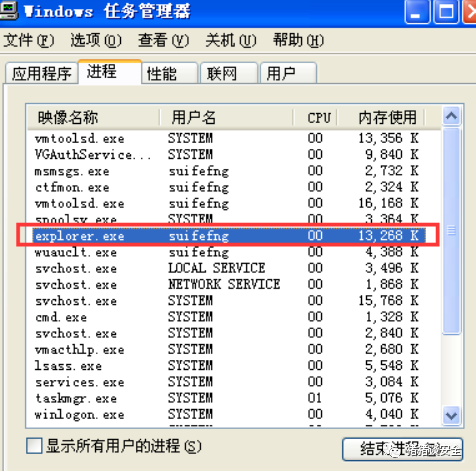 Windows 任务管理器
文件(F) 选项(O) 查看(V) 关机(U) 帮助(H)
应用程序 进程 性能 联网 用户
映像名称 用户名 CPU 内存使用
vmtoolsd.exe SYSTEM 00 13,356 K
VGAuthService... SYSTEM 00 9,840 K
msmsgs.exe suifefng 00 2,732 K
ctfmon.exe suifefng 00 2,324 K
vmtoolsd.exe suifefng 00 16,168 K
spoolsv.exe SYSTEM 00 3,364 K
explorer.exe suifefng 00 13,268 K
wuauclt.exe suifefng 00 4,388 K
svchost.exe LOCAL SERVICE 00 3,496 K
svchost.exe NETWORK SERVICE 00 1,868 K
svchost.exe SYSTEM 00 15,768 K
cmd.exe SYSTEM 00 1,328 K
svchost.exe SYSTEM 00 2,840 K
vmacthlp.exe SYSTEM 00 2,680 K
lsass.exe SYSTEM 00 5,548 K
services.exe SYSTEM 00 3,084 K
taskmgr.exe SYSTEM 01 5,076 K
winlogon.exe SYSTEM 00 4,040 K
显示所有用户的进程(S)
结束进程